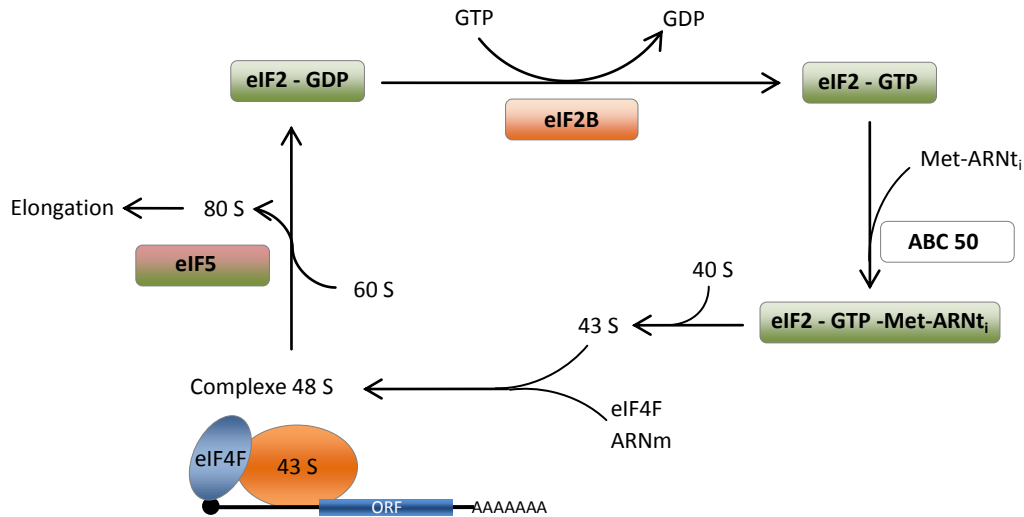 GTP
GDP
eIF2 - GDP
eIF2 - GTP
eIF2B
Met-ARNti
Elongation
80 S
ABC 50
eIF5
60 S
40 S
43 S
eIF2 - GTP -Met-ARNti
Complexe 48 S
eIF4F
ARNm
eIF4F
43 S
ORF
AAAAAAA